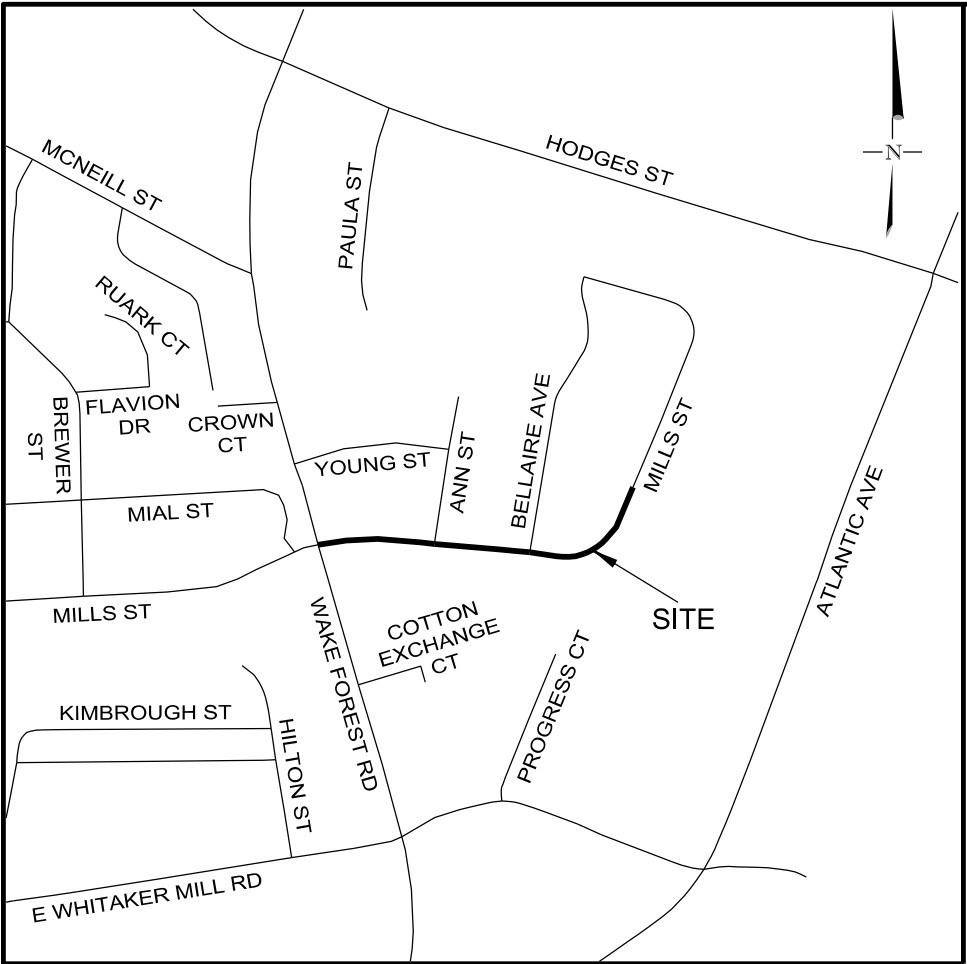 HODGES ST
N
MCNEILL ST
PAULA ST
RUARK CT
FLAVION
DR
CROWN
CT
BREWER
ST
YOUNG ST
ANN ST
BELLAIRE AVE
MILLS ST
ATLANTIC AVE
MIAL ST
MILLS ST
WAKE FOREST RD
COTTON
EXCHANGE
CT
SITE
PROGRESS CT
KIMBROUGH ST
HILTON ST
E WHITAKER MILL RD